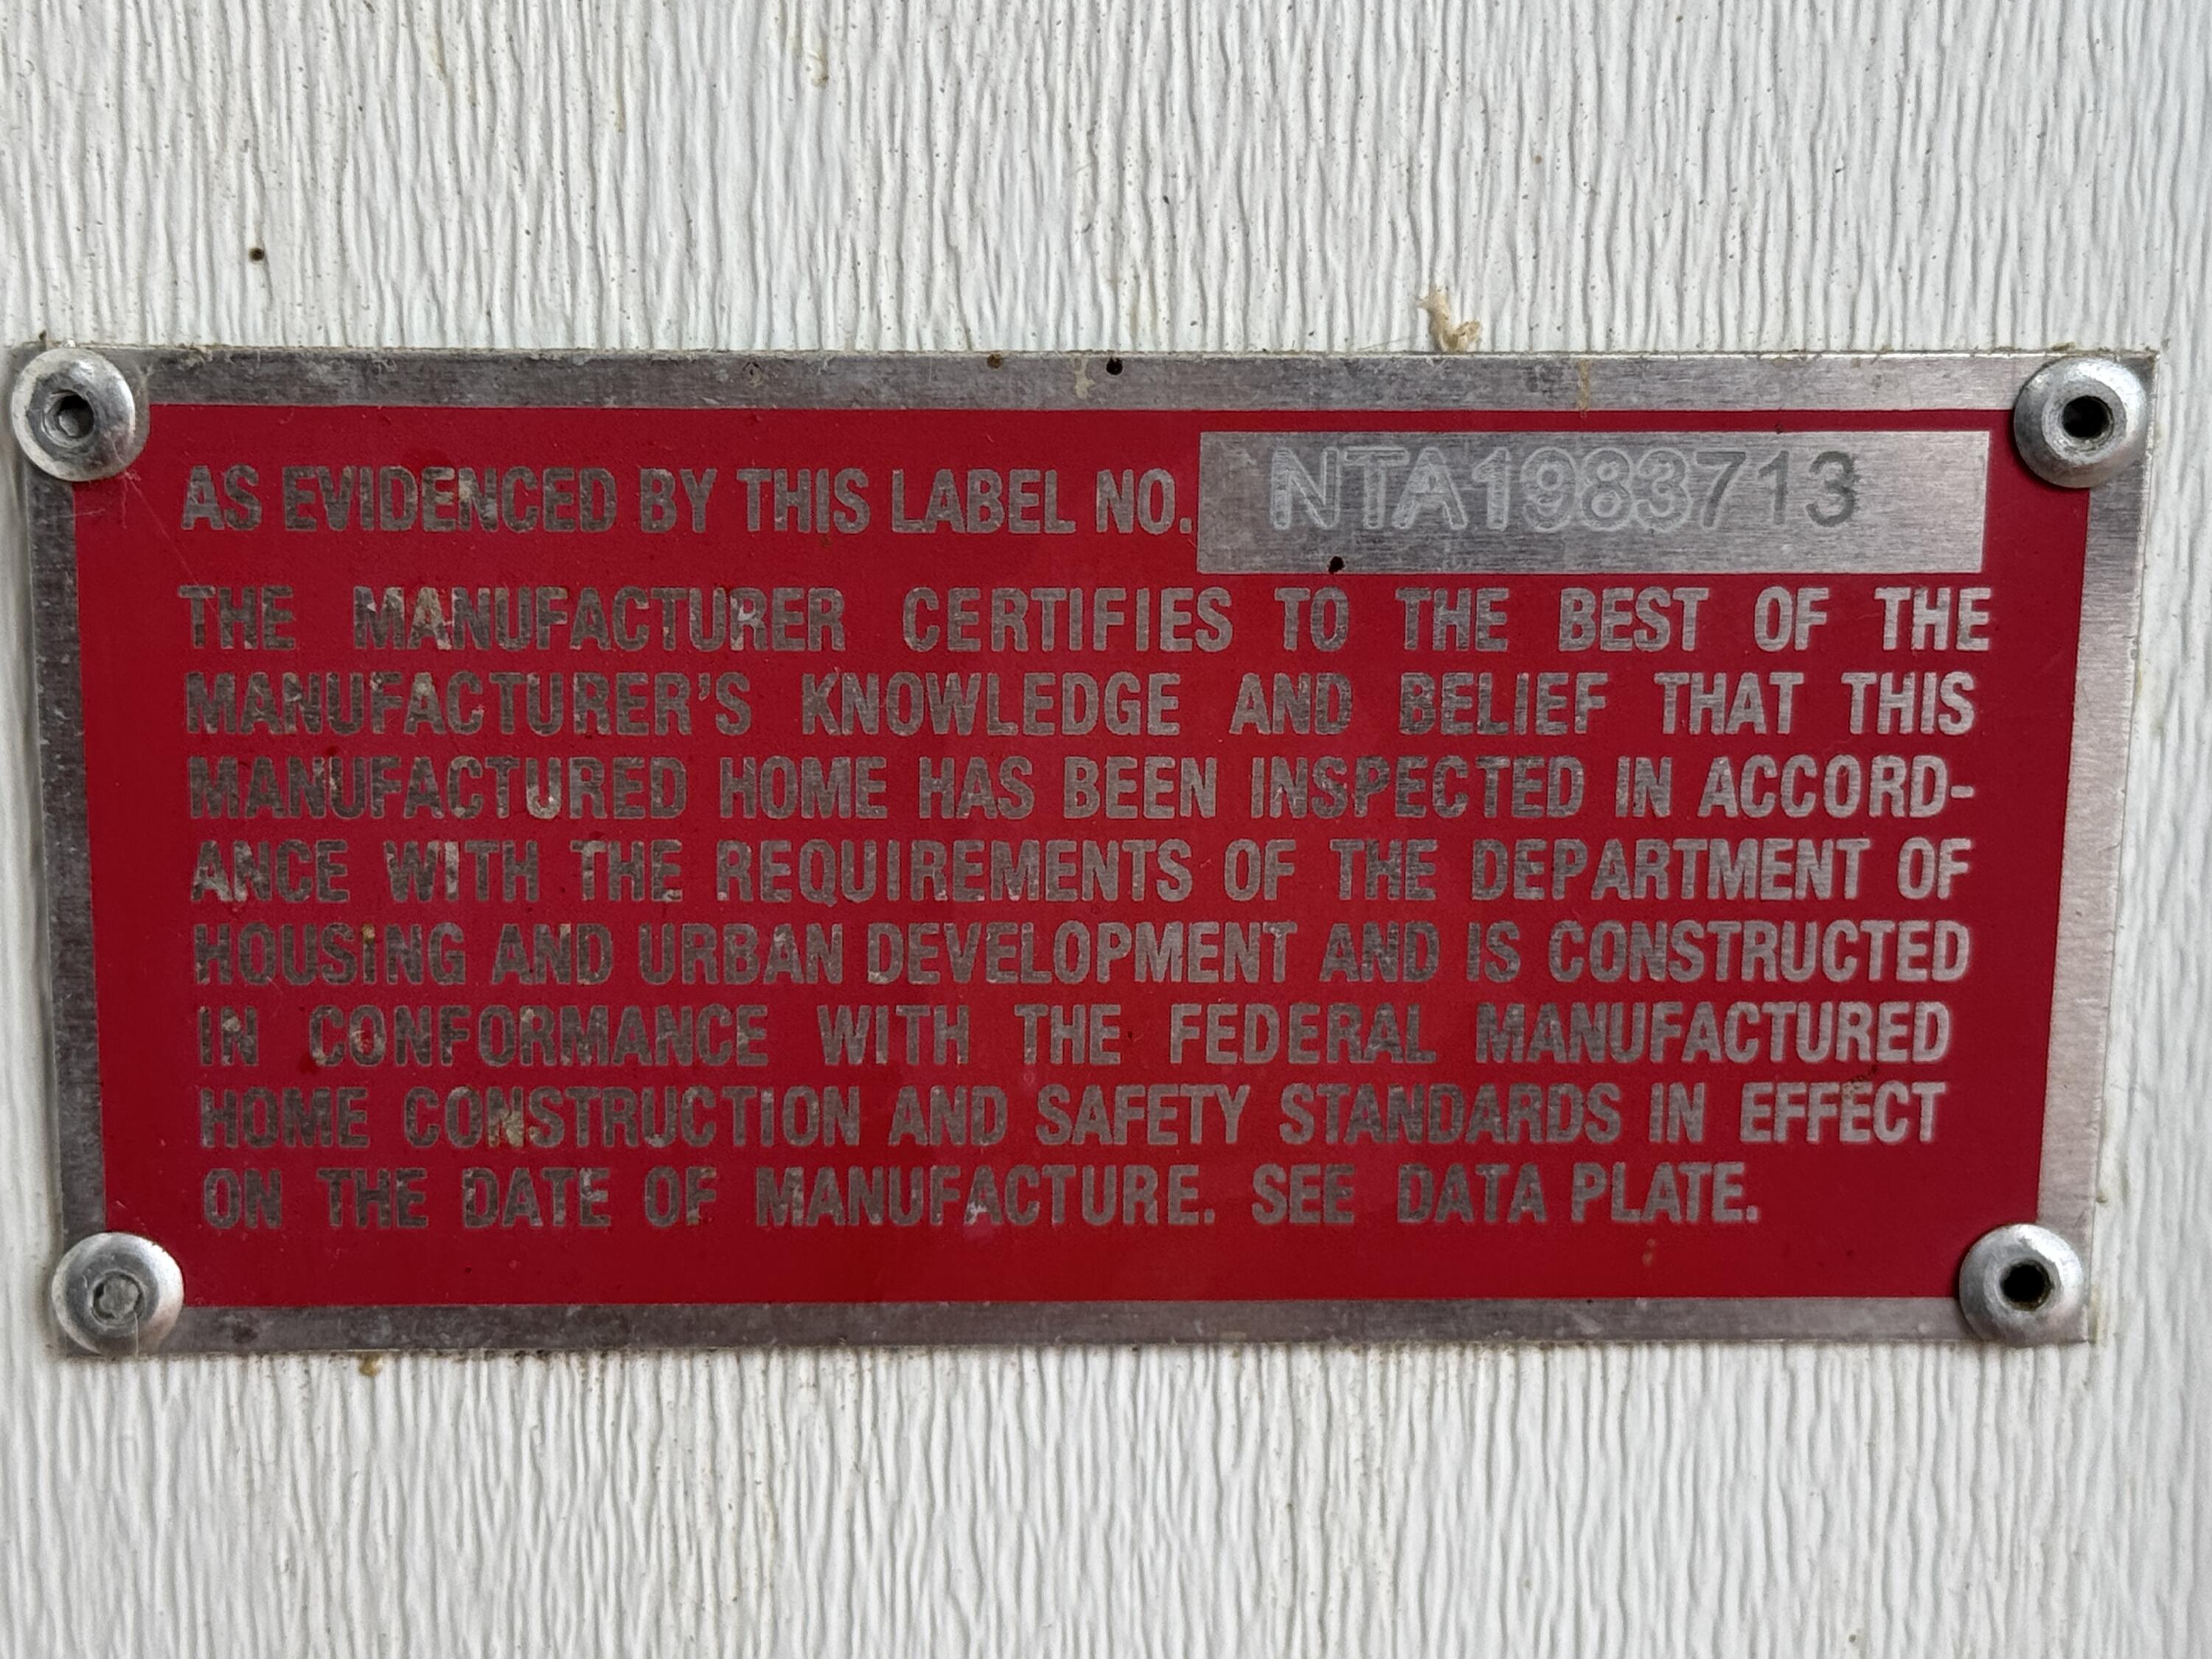 AS EVIDENCED BY THIS LABEL NO. NTA1983713
THE MANUFACTURER CERTIFIES TO THE BEST OF THE
MANUFACTURER'S KNOWLEDGE AND BELIEF THAT THIS
MANUFACTURED HOME HAS BEEN INSPECTED IN ACCORD-
ANCE WITH THE REQUIREMENTS OF THE DEPARTMENT OF
HOUSING AND URBAN DEVELOPMENT AND IS CONSTRUCTED
IN CONFORMANCE WITH THE FEDERAL MANUFACTURED
HOME CONSTRUCTION AND SAFETY STANDARDS IN EFFECT
ON THE DATE OF MANUFACTURE. SEE DATA PLATE.